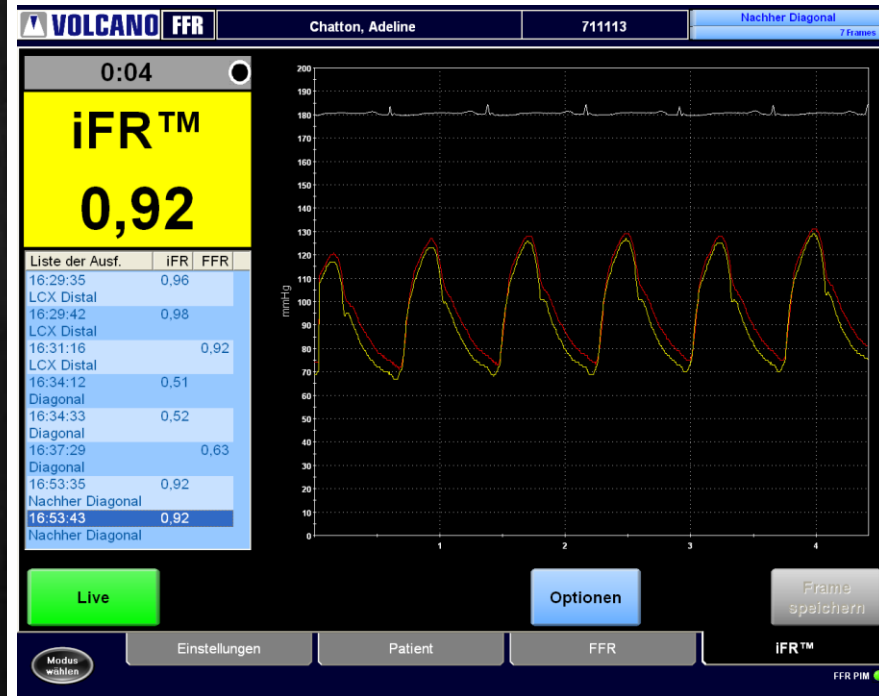 VOLCANO FFR
Chatton, Adeline
711113
Nachher Diagonal
7 Frames
0:04
iFR™
0,92
Liste der Ausf. iFR FFR
16:29:35 0,96
LCX Distal
16:29:42 0,98
LCX Distal
16:31:16 0,92
LCX Distal
16:34:12 0,51
Diagonal
16:34:33 0,52
Diagonal
16:37:29 0,63
Diagonal
16:53:35 0,92
Nachher Diagonal
16:53:43 0,92
Nachher Diagonal
mmHg
200
190
180
170
160
150
140
130
120
110
100
90
80
70
60
50
40
30
20
10
0
1 2 3 4
Live
Optionen
Frame
speichern
Modus
wählen
Einstellungen
Patient
FFR
iFR™
FFR PIM